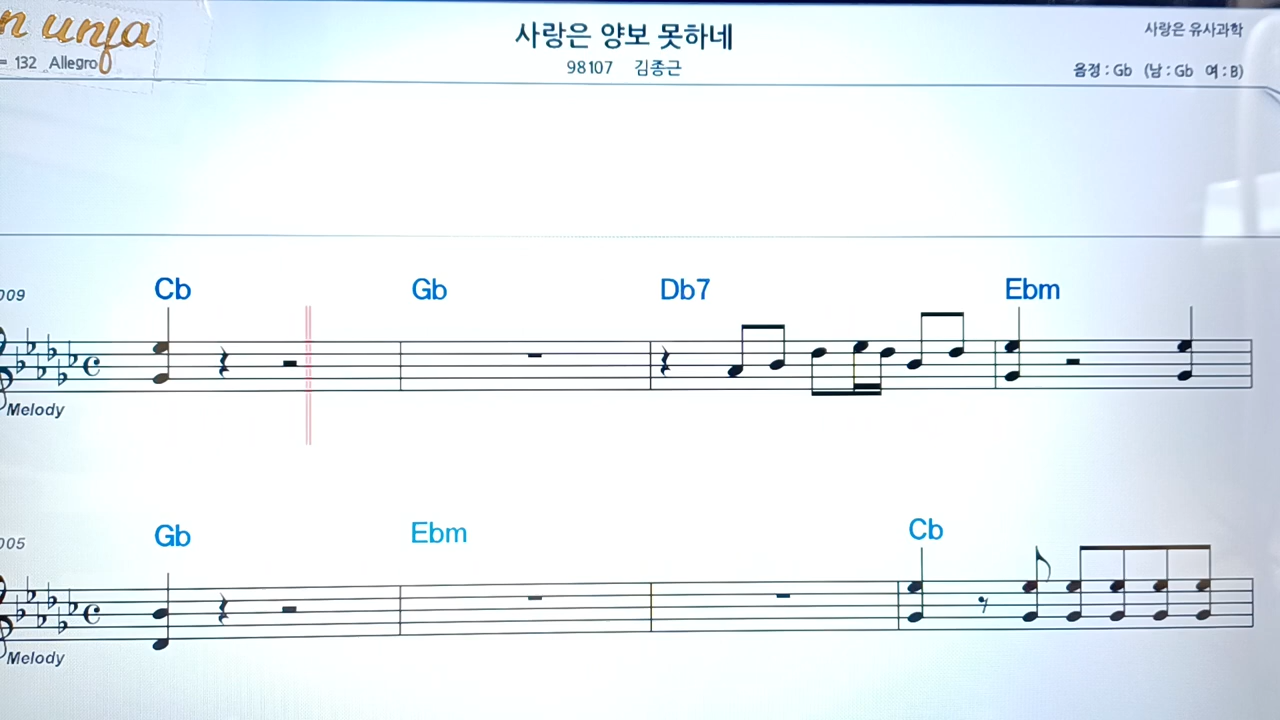 사랑은 양보 못하네
사랑은 유사과학
= 132 Allegro
98107 김종근
음정 : Gb (남 : Gb 여 : B)
009
Cb Gb Db7 Ebm
Melody
005
Gb Ebm Cb
Melody